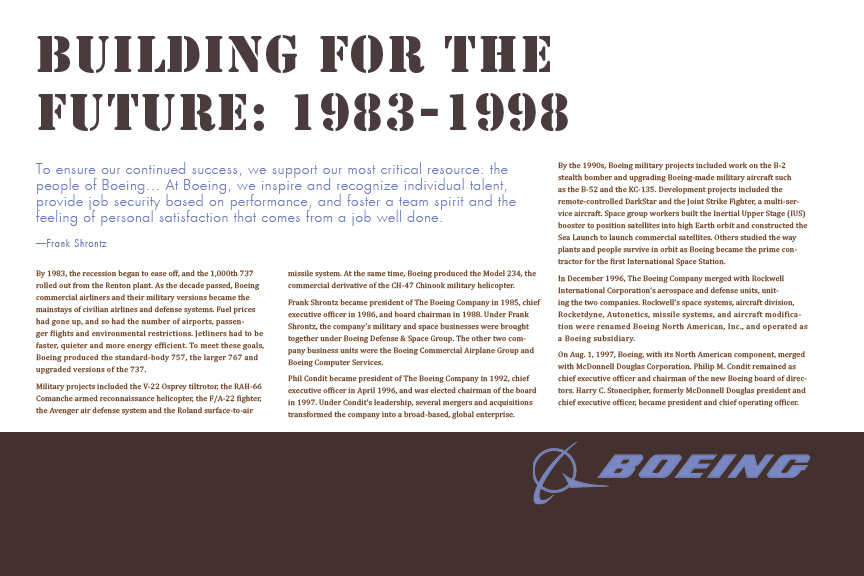 BUILDING FOR THE
FUTURE: 1983-1998
To ensure our continued success, we support our most critical resource: the
people of Boeing... At Boeing, we inspire and recognize individual talent,
provide job security based on performance, and foster a team spirit and the
feeling of personal satisfaction that comes from a job well done.
—Frank Shrontz
By 1983, the recession began to ease off, and the 1,000th 737
rolled out from the Renton plant. As the decade passed, Boeing
commercial airliners and their military versions became the
mainstays of civilian airlines and defense systems. Fuel prices
had gone up, and so had the number of airports, passen-
ger flights and environmental restrictions. Jetliners had to be
faster, quieter and more energy efficient. To meet these goals,
Boeing produced the standard-body 757, the larger 767 and
upgraded versions of the 737.
Military projects included the V-22 Osprey tiltrotor, the RAH-66
Comanche armed reconnaissance helicopter, the F/A-22 fighter,
the Avenger air defense system and the Roland surface-to-air
missile system. At the same time, Boeing produced the Model 234, the
commercial derivative of the CH-47 Chinook military helicopter.
Frank Shrontz became president of The Boeing Company in 1985, chief
executive officer in 1986, and board chairman in 1988. Under Frank
Shrontz, the company's military and space businesses were brought
together under Boeing Defense & Space Group. The other two com-
pany business units were the Boeing Commercial Airplane Group and
Boeing Computer Services.
Phil Condit became president of The Boeing Company in 1992, chief
executive in April 1996, and was elected chairman of the board
in 1997. Under Condit's leadership, several mergers and acquisitions
transformed the company into a broad-based, global enterprise.
By the 1990s, Boeing military projects included work on the B-2
stealth bomber and upgrading Boeing-made military aircraft such
as the B-52 and the KC-135. Development projects included the
remote-controlled DarkStar and the Joint Strike Fighter, a multi-ser-
vice aircraft. Space group workers built the Inertial Upper Stage (IUS)
booster to position satellites into high Earth orbit and constructed the
Sea Launch to launch commercial satellites. Others studied the way
plants and people survive in orbit as Boeing became the prime con-
tractor for the first International Space Station.
In December 1996, The Boeing Company merged with Rockwell
International Corporation's aerospace and defense units, unit-
ing the two companies. Rockwell's space systems, aircraft division,
Rocketdyne, Autonetics, missile systems, and aircraft modifica-
tion were renamed Boeing North American, Inc., and operated as
a Boeing subsidiary.
On Aug. 1, 1997, Boeing, with its North American component, merged
with McDonnell Douglas Corporation. Philip M. Condit remained as
chief executive officer and chairman of the new Boeing board of direc-
tors. Harry C. Stonecipher, formerly McDonnell Douglas president and
chief executive officer, became president and chief operating officer.
BOEING